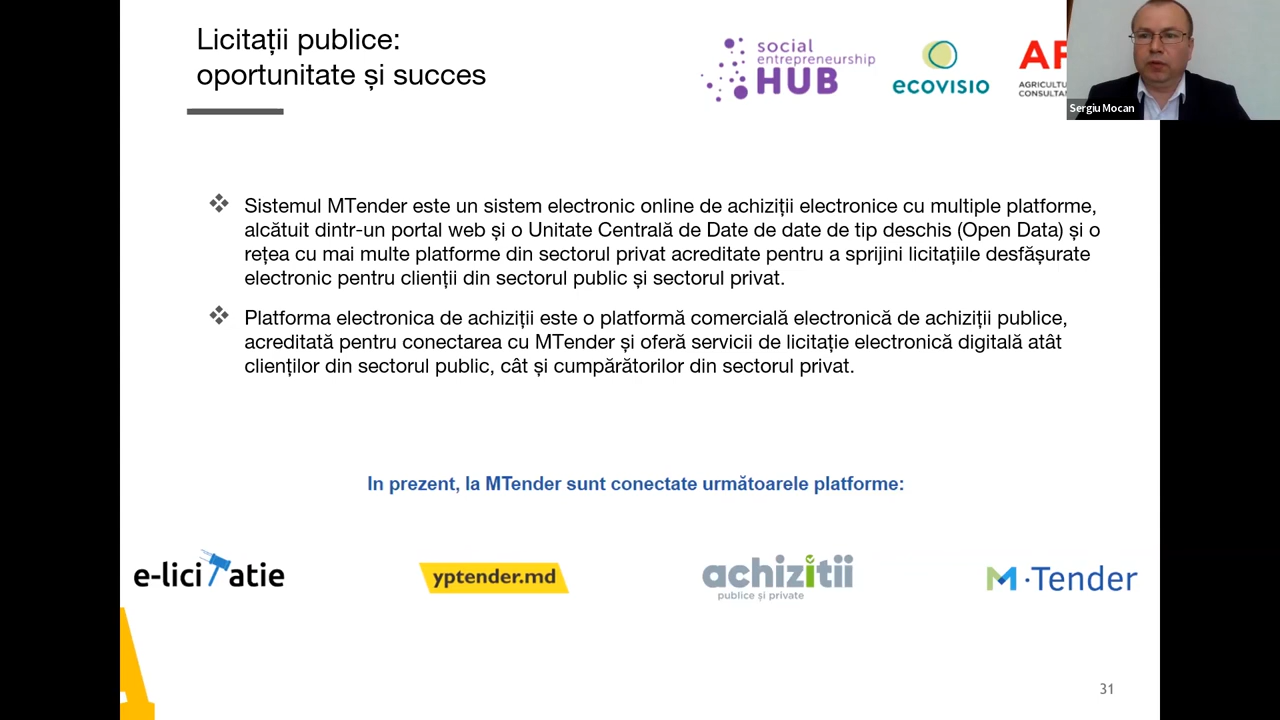 Licitații publice:
oportunitate și succes
social
entrepreneurship
HUB
ecovisio
Sergiu Mocan
Sistemul MTender este un sistem electronic online de achiziții electronice cu multiple platforme,
alcătuit dintr-un portal web și o Unitate Centrală de Date de date de tip deschis (Open Data) și o
rețea cu mai multe platforme din sectorul privat acreditate pentru a sprijini licitațiile desfășurate
electronic pentru clienții din sectorul public și sectorul privat.
Platforma electronica de achiziții este o platformă comercială electronică de achiziții publice,
acreditată pentru conectarea cu MTender și oferă servicii de licitație electronică digitală atât
clienților din sectorul public, cât și cumpărătorilor din sectorul privat.
In prezent, la MTender sunt conectate următoarele platforme:
e-licitatie
yptender.md
achizitii
publice și private
M·Tender
31